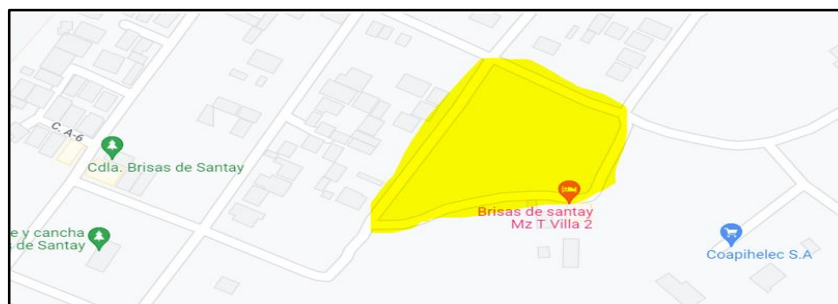 C. A-6
Cdla. Brisas de Santay
e y cancha
s de Santay
Brisas de santay
Mz T Villa 2
Coapihelec S.A